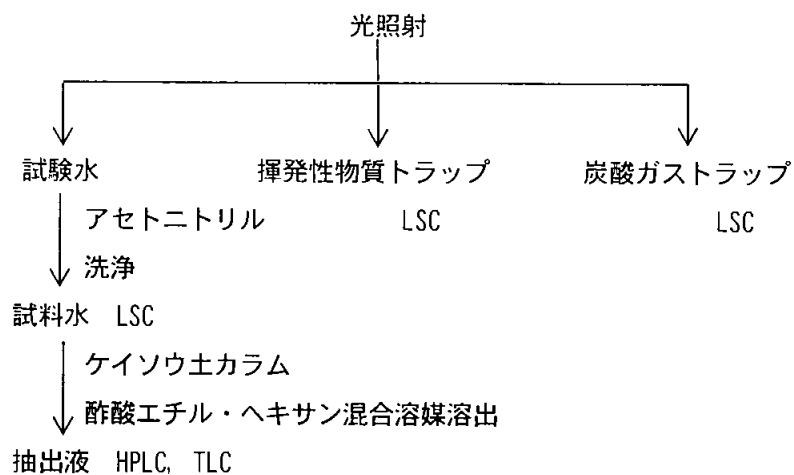 光照射
試験水 揮発性物質トラップ 炭酸ガストラップ
アセトニトリル LSC LSC
洗浄
試料水 LSC
ケイソウ土カラム
酢酸エチル・ヘキサン混合溶媒溶出
抽出液 HPLC, TLC